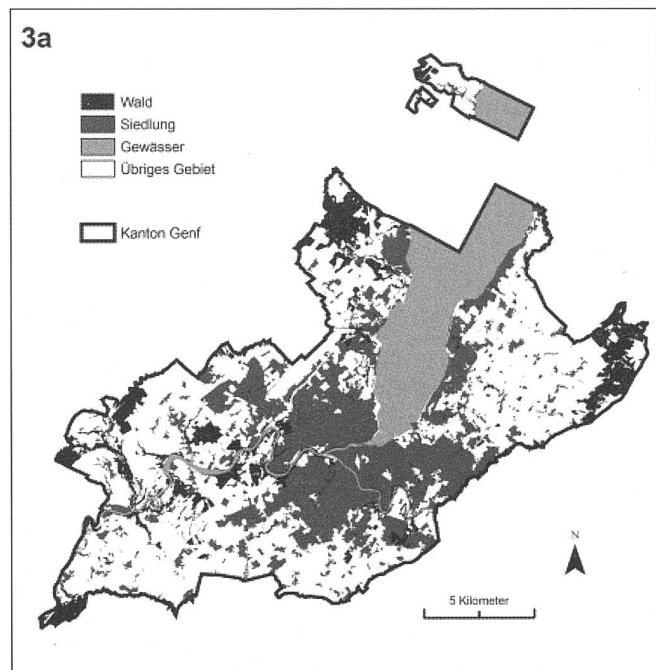 3a
Wald
Siedlung
Gewässer
Übriges Gebiet
Kanton Genf
N
5 Kilometer